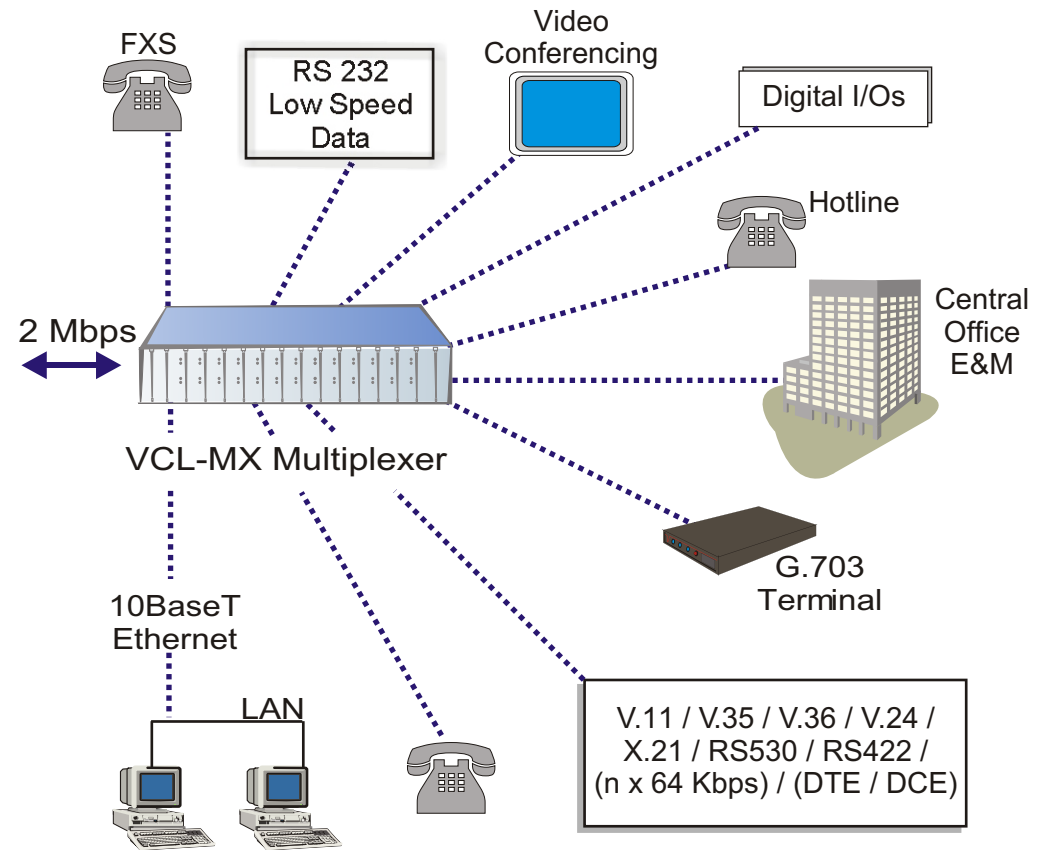 FXS
RS 232
Low Speed
Data
Video
Conferencing
Digital I/Os
Hotline
Central
Office
E&M
2 Mbps
VCL-MX Multiplexer
G.703
Terminal
10BaseT
Ethernet
LAN
V.11 / V.35 / V.36 / V.24 /
X.21 / RS530 / RS422 /
(n x 64 Kbps) / (DTE / DCE)